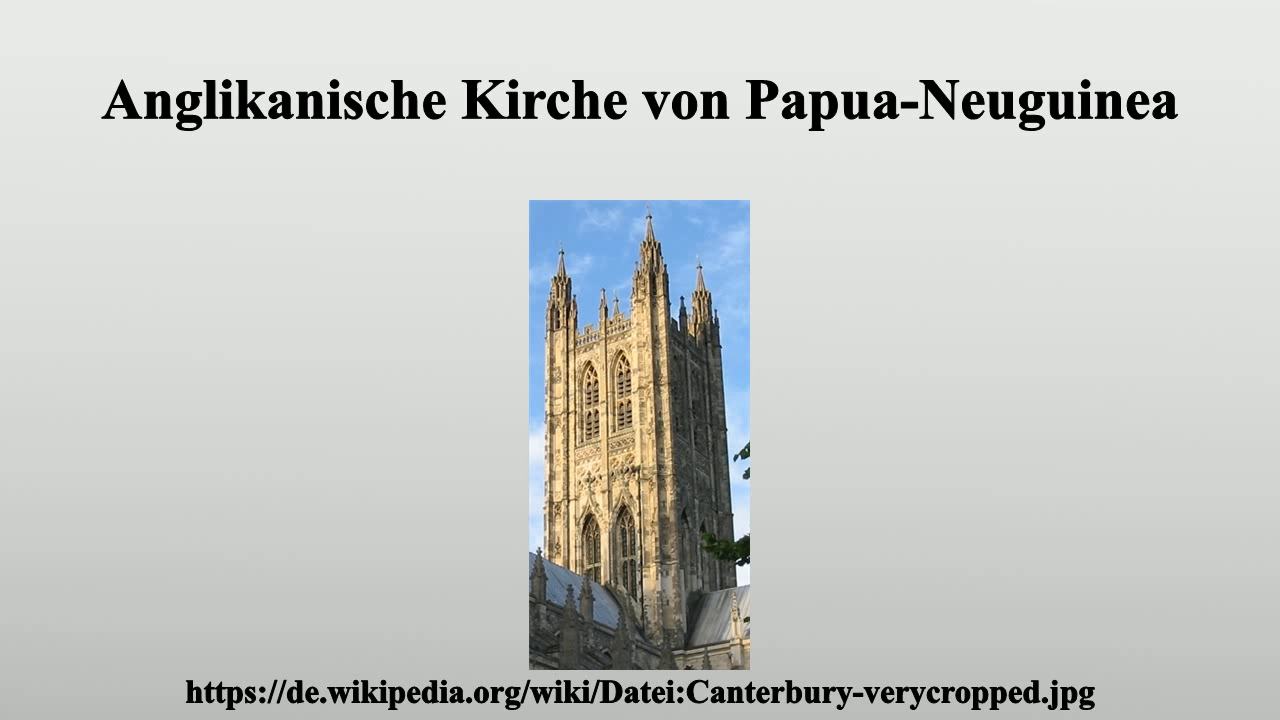 Anglikanische Kirche von Papua-Neuguinea
https://de.wikipedia.org/wiki/Datei:Canterbury-verycropped.jpg